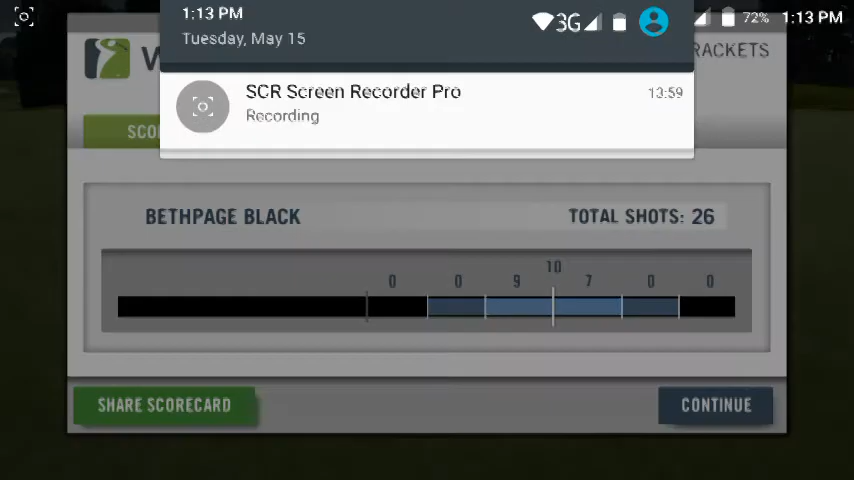 1:13 PM
Tuesday, May 15
3G
72%
1:13 PM
W
RACKETS
SCR Screen Recorder Pro
13:59
Recording
SCO
BETHPAGE BLACK
TOTAL SHOTS: 26
0 0 9 10 7 0 0
SHARE SCORECARD
CONTINUE